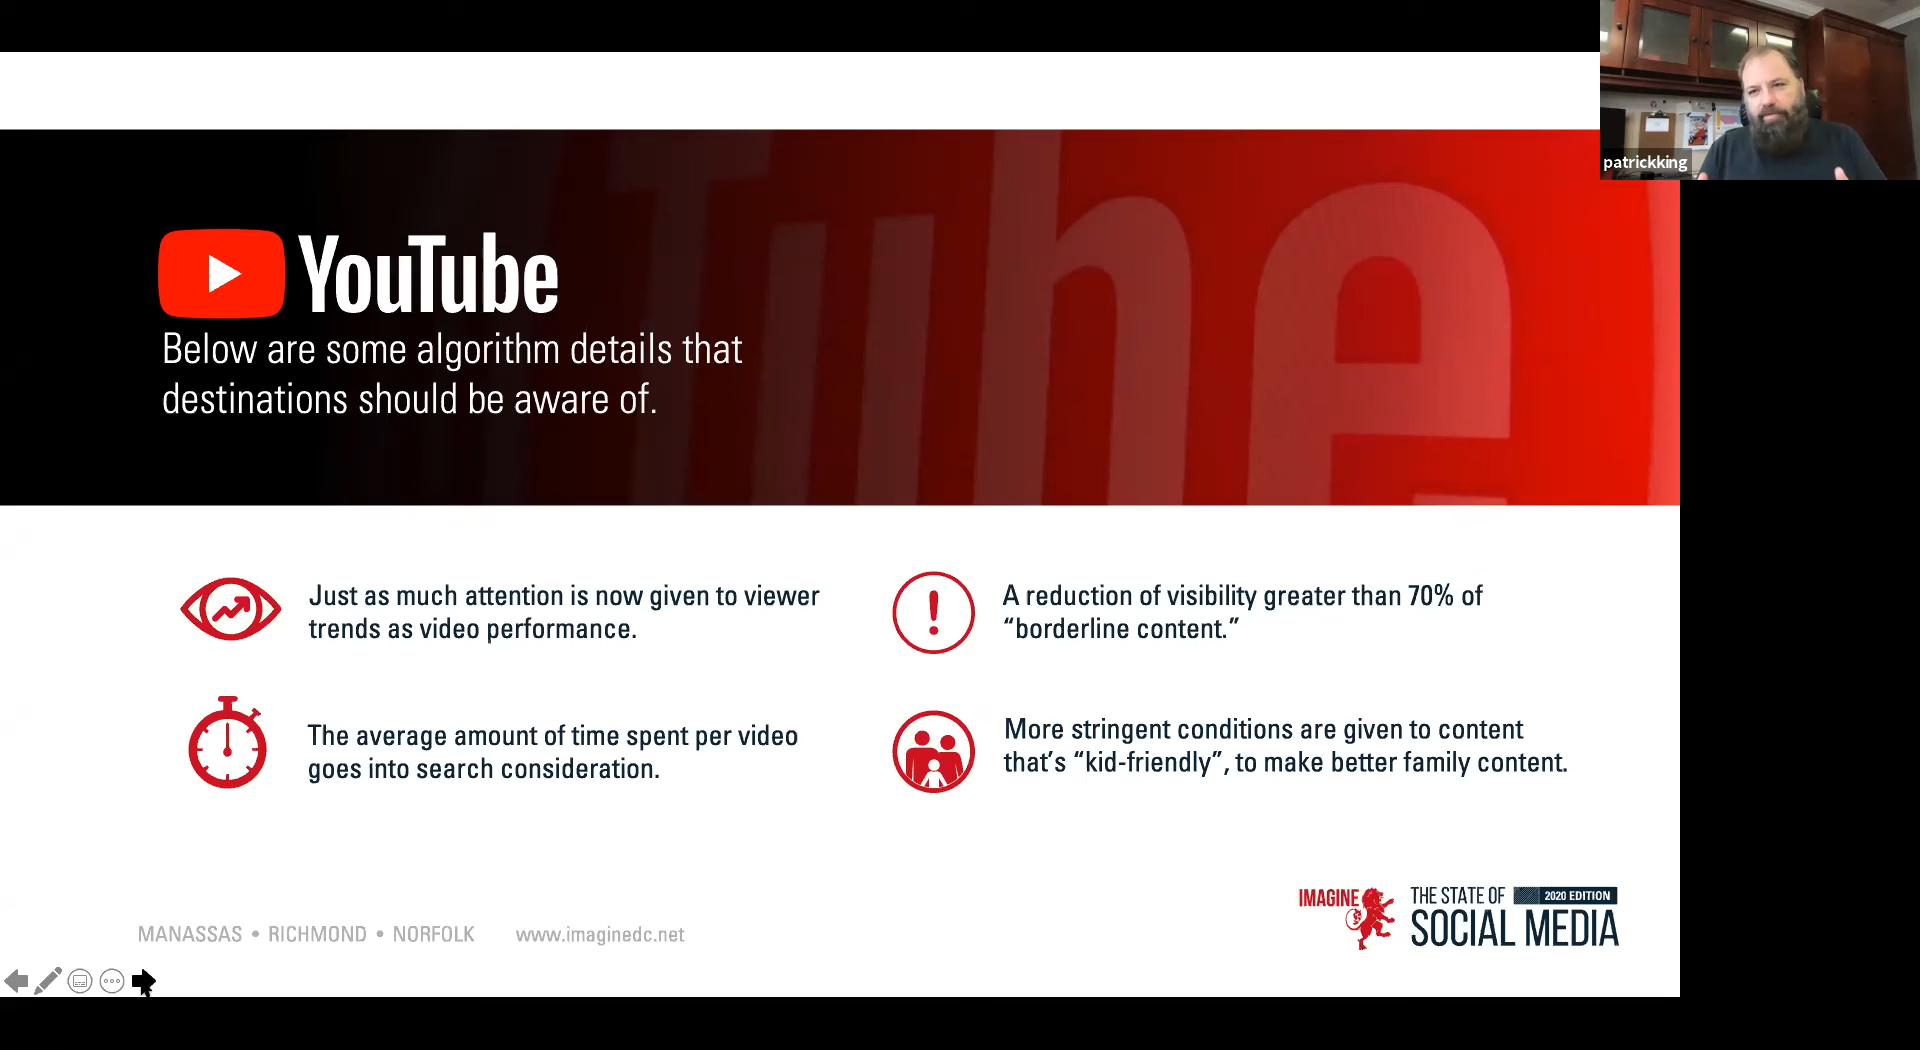 patrickking
YouTube
Below are some algorithm details that
destinations should be aware of.
Just as much attention is now given to viewer
trends as video performance.
A reduction of visibility greater than 70% of
“borderline content.”
The average amount of time spent per video
goes into search consideration.
More stringent conditions are given to content
that’s “kid-friendly”, to make better family content.
MANASSAS • RICHMOND • NORFOLK www.imaginedc.net
IMAGINE
THE STATE OF 2020 EDITION
SOCIAL MEDIA